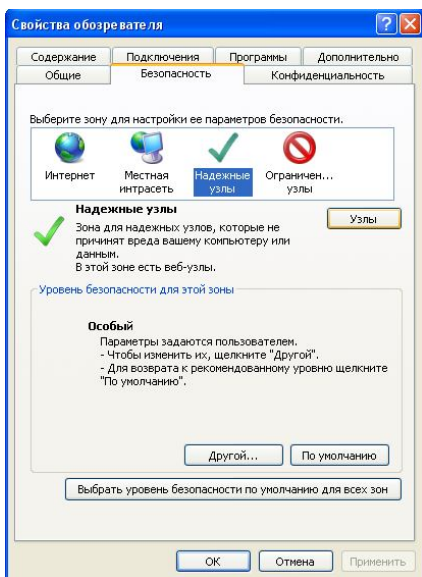 Свойства обозревателя
Содержание Подключения Программы Дополнительно
Общие Безопасность Конфиденциальность
Выберите зону для настройки ее параметров безопасности.
Интернет Местная интрасеть Надежные узлы Ограничен... узлы
Надежные узлы
Узлы
Зона для надежных узлов, которые не
причинят вреда вашему компьютеру или
данным.
В этой зоне есть веб-узлы.
Уровень безопасности для этой зоны
Особый
Параметры задаются пользователем.
- Чтобы изменить их, щелкните "Другой".
- Для возврата к рекомендованному уровню щелкните
"По умолчанию".
Другой... По умолчанию
Выбрать уровень безопасности по умолчанию для всех зон
ОК Отмена Применить